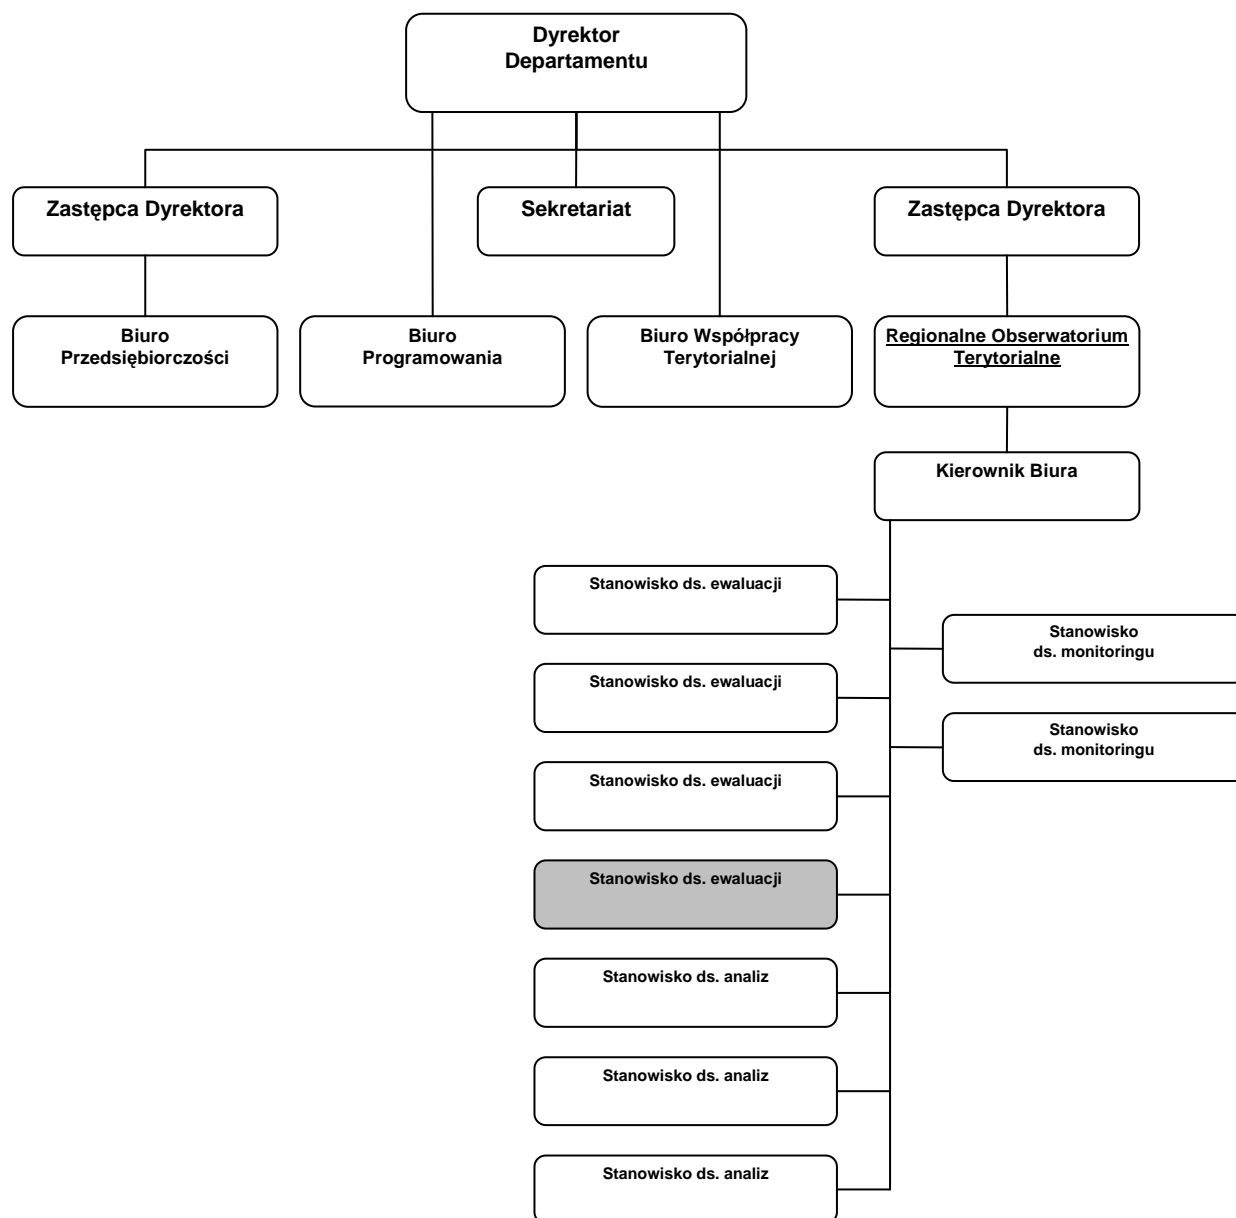 Dyrektor
Departamentu
Zastępca Dyrektora
Sekretariat
Zastępca Dyrektora
Biuro
Przedsiębiorczości
Biuro
Programowania
Biuro Współpracy
Terytorialnej
Regionalne Obserwatorium
Terytorialne
Kierownik Biura
Stanowisko ds. ewaluacji
Stanowisko
ds. monitoringu
Stanowisko ds. ewaluacji
Stanowisko
ds. monitoringu
Stanowisko ds. ewaluacji
Stanowisko ds. ewaluacji
Stanowisko ds. analiz
Stanowisko ds. analiz
Stanowisko ds. analiz